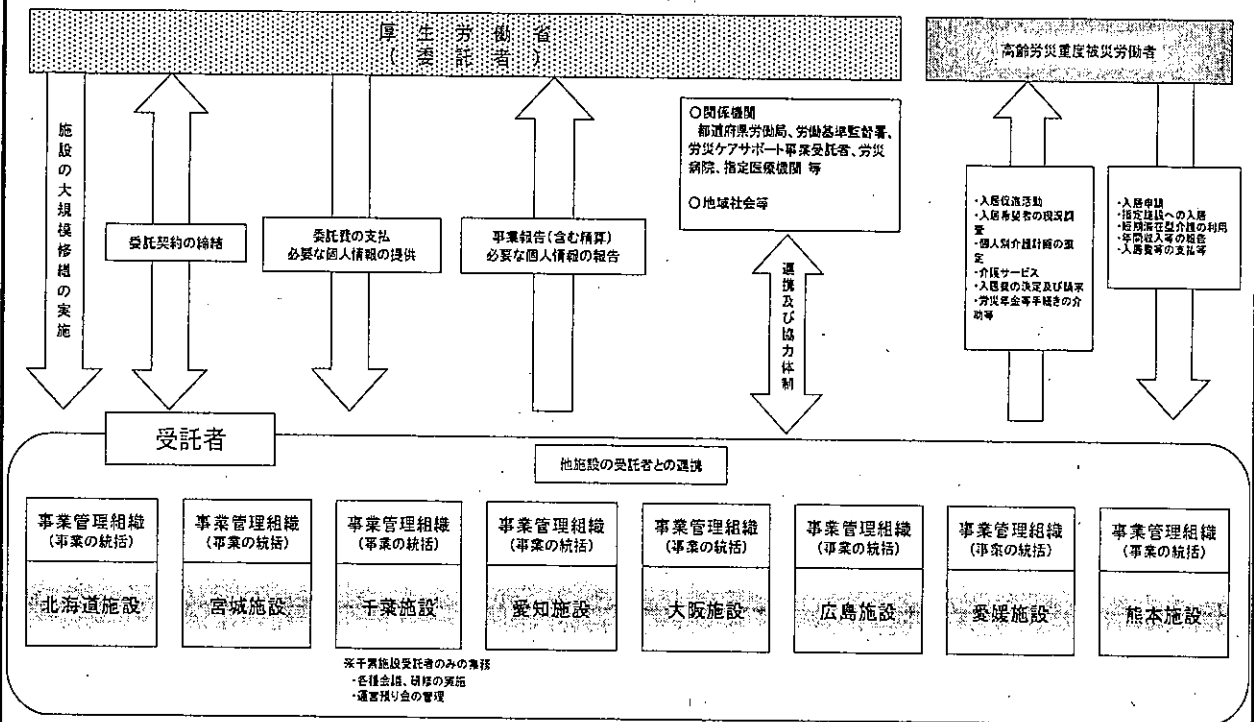 厚生労働省
(委託者)
高齢労災重度被災労働者
施設の大規模修繕の実施
委託契約の締結
委託費の支払
必要な個人情報の提供
事業報告(含む精算)
必要な個人情報の報告
○関係機関
都道府県労働局、労働基準監督署、
労災ケアサポート事業受託者、労災
病院、指定医療機関 等
○地域社会等
連携及び協力体制
・入居促進活動
・入居希望者の現況調
査
・個人別介護計画の策
定
・介護サービス
・入居費の決定及び請求
・労災年金等手続きの介
助等
・入居申請
・指定施設への入居
・短期滞在型介護の利用
・年間収入等の報告
・入居費等の支払等
受託者
他施設の受託者との連携
事業管理組織
(事業の統括)
北海道施設
事業管理組織
(事業の統括)
宮城施設
事業管理組織
(事業の統括)
千葉施設
事業管理組織
(事業の統括)
愛知施設
事業管理組織
(事業の統括)
大阪施設
事業管理組織
(事業の統括)
広島施設
事業管理組織
(事業の統括)
愛媛施設
事業管理組織
(事業の統括)
熊本施設
※千葉施設受託者のみの業務
・各種会議、研修の実施
・運営残り金の管理